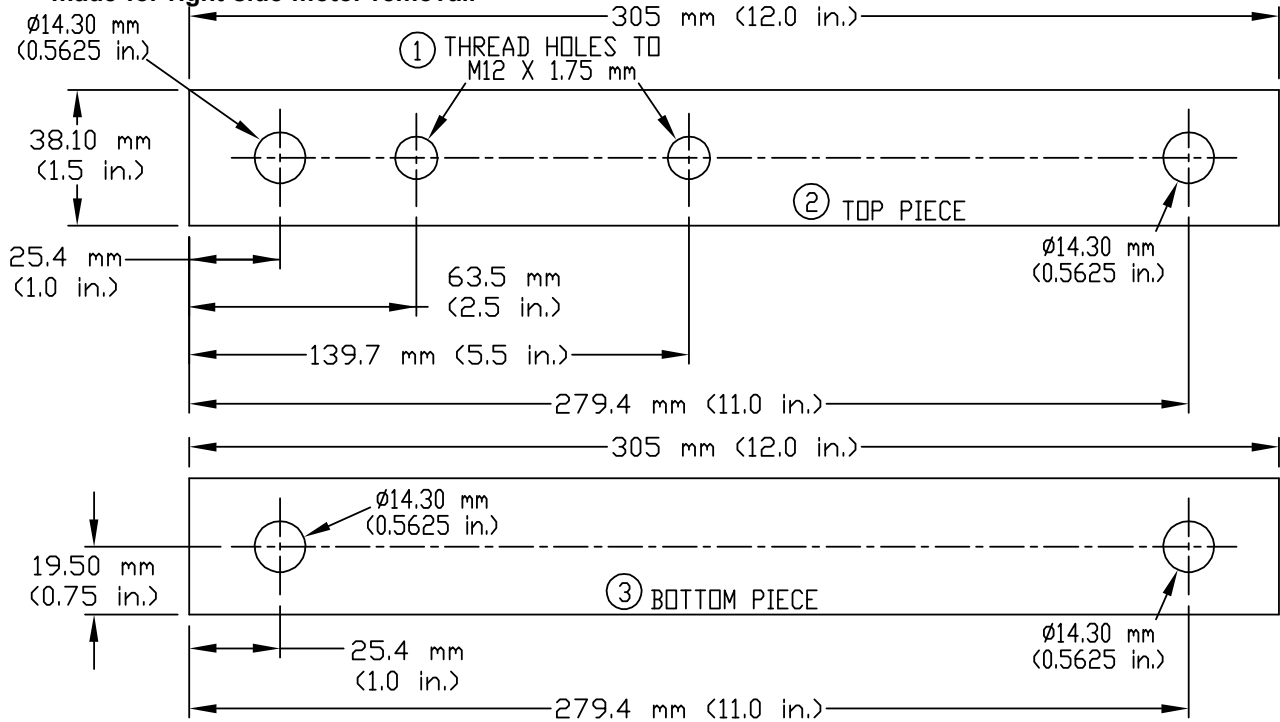 made for right side motor removal.
Ø14.30 mm
(0.5625 in.)
305 mm (12.0 in.)
1 THREAD HOLES TO
M12 X 1.75 mm
38.10 mm
(1.5 in.)
2 TOP PIECE
25.4 mm
(1.0 in.)
63.5 mm
(2.5 in.)
Ø14.30 mm
(0.5625 in.)
139.7 mm (5.5 in.)
279.4 mm (11.0 in.)
305 mm (12.0 in.)
Ø14.30 mm
(0.5625 in.)
19.50 mm
(0.75 in.)
3 BOTTOM PIECE
25.4 mm
(1.0 in.)
Ø14.30 mm
(0.5625 in.)
279.4 mm (11.0 in.)